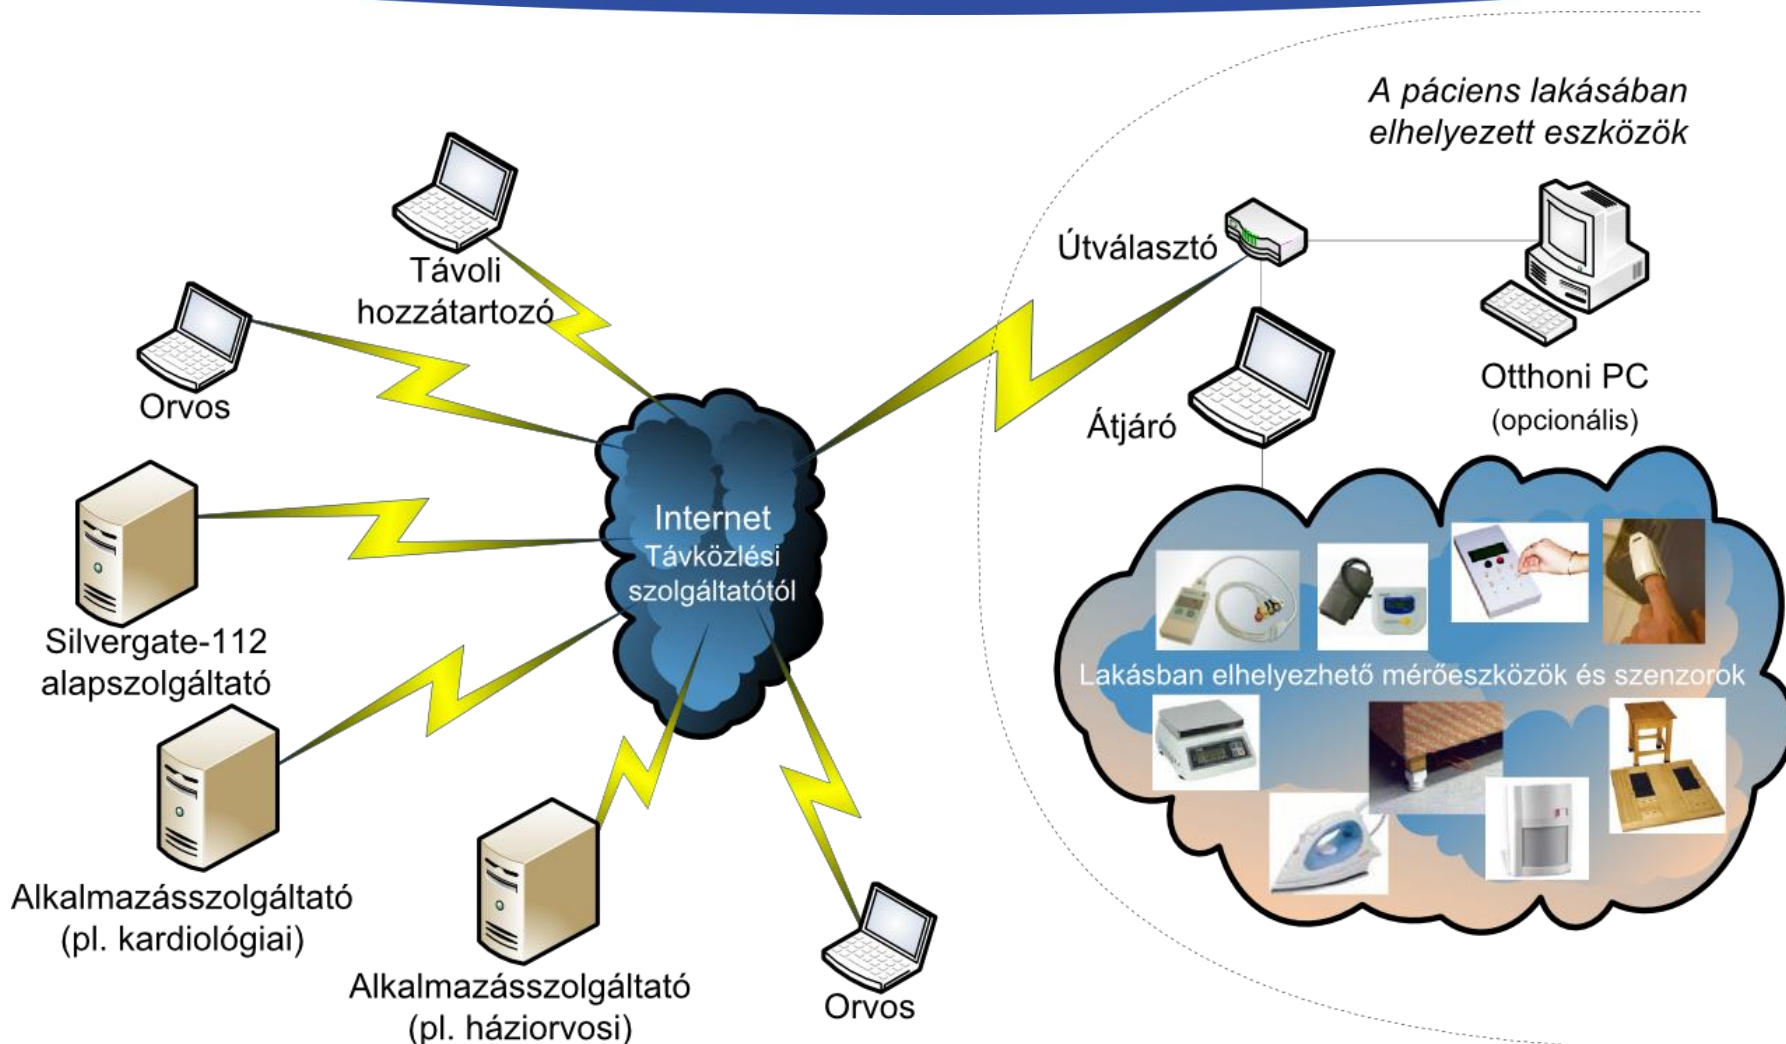 A páciens lakásában
elhelyezett eszközök
Távoli
hozzátartozó
Útválasztó
Orvos
Otthoni PC
(opcionális)
Átjáró
Internet
Távközlési
szolgáltatótól
Silvergate-112
alapszolgáltató
Lakásban elhelyezhető mérőeszközök és szenzorok
Alkalmazásszolgáltató
(pl. kardiológiai)
Alkalmazásszolgáltató
(pl. háziorvosi)
Orvos